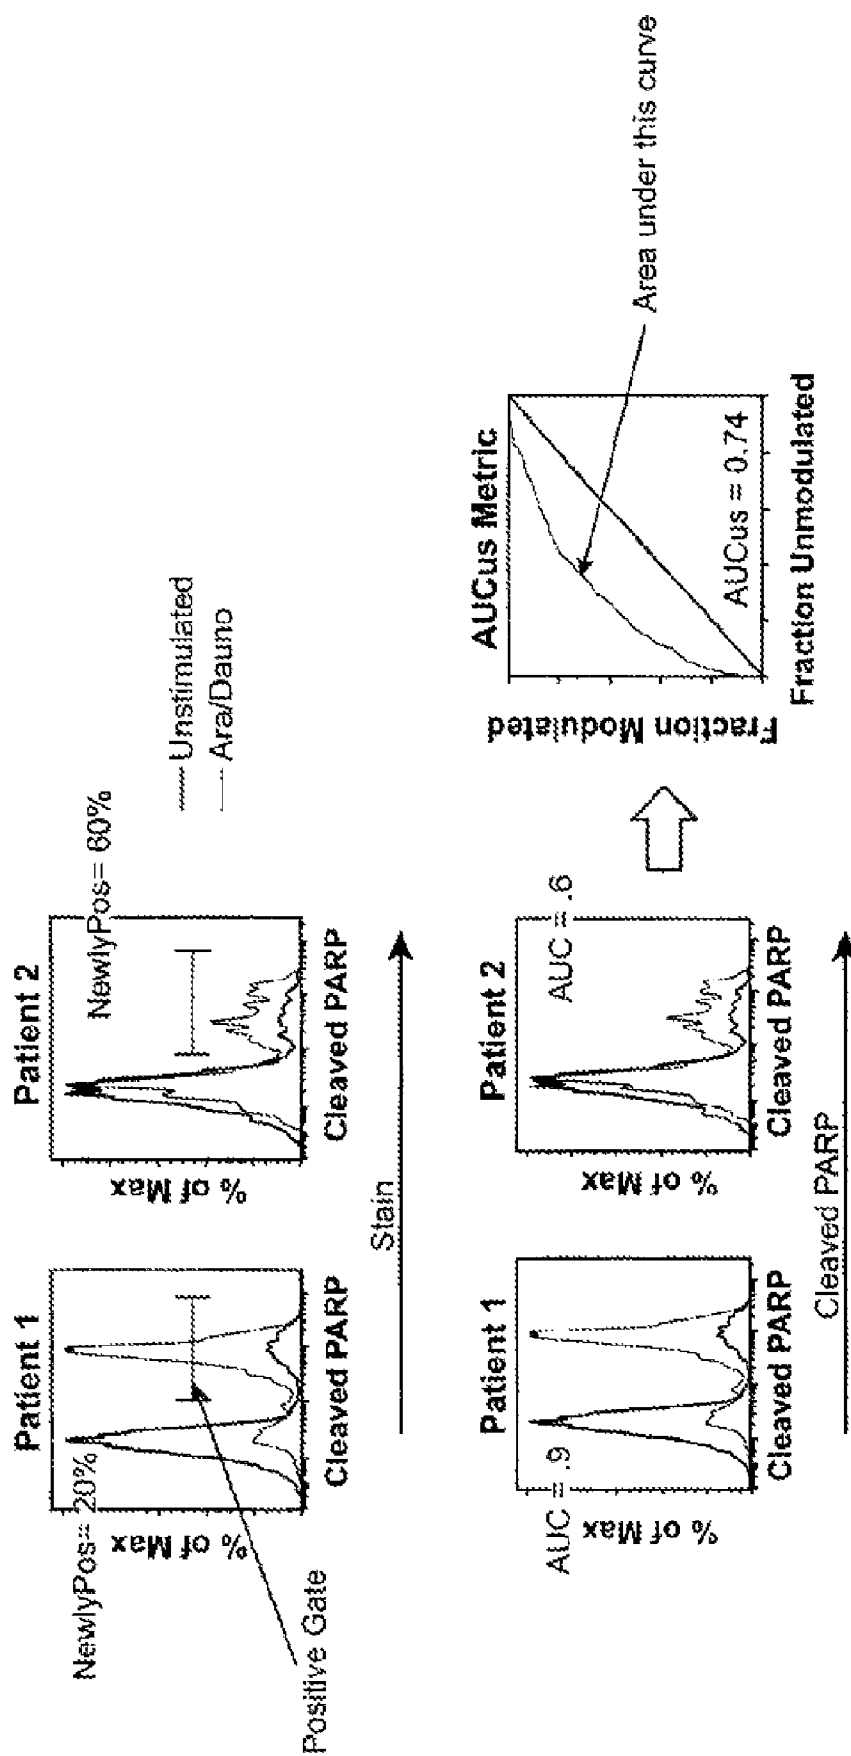 Patient 1
NewlyPos= 20%
% of Max
Cleaved PARP
Positive Gate
Patient 2
NewlyPos= 60%
% of Max
Cleaved PARP
Unstimulated
Ara/Dauno
Stain
Patient 1
AUC = .9
% of Max
Cleaved PARP
Patient 2
AUC = .6
% of Max
Cleaved PARP
Cleaved PARP
AUCus Metric
Fraction Modulated
AUCus = 0.74
Fraction Unmodulated
Area under this curve